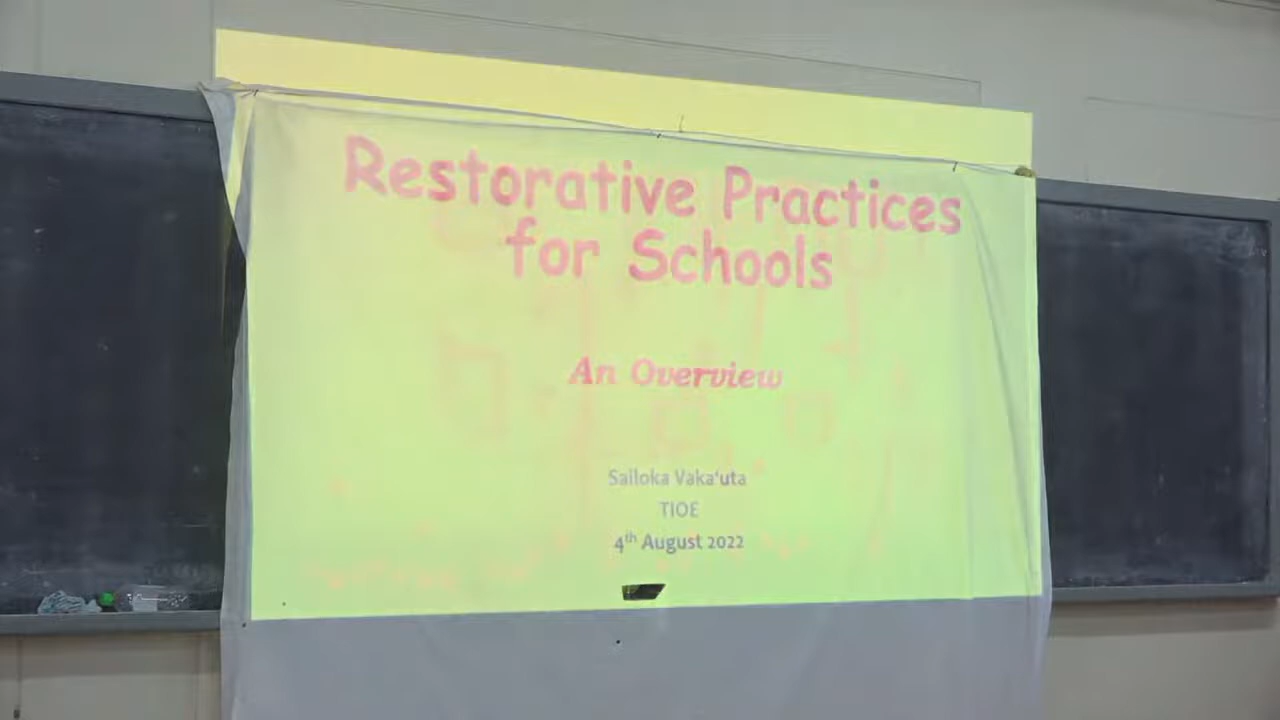 Restorative Practices
for Schools
An Overview
Sailoka Vaka‘uta
TIOE
4th August 2022